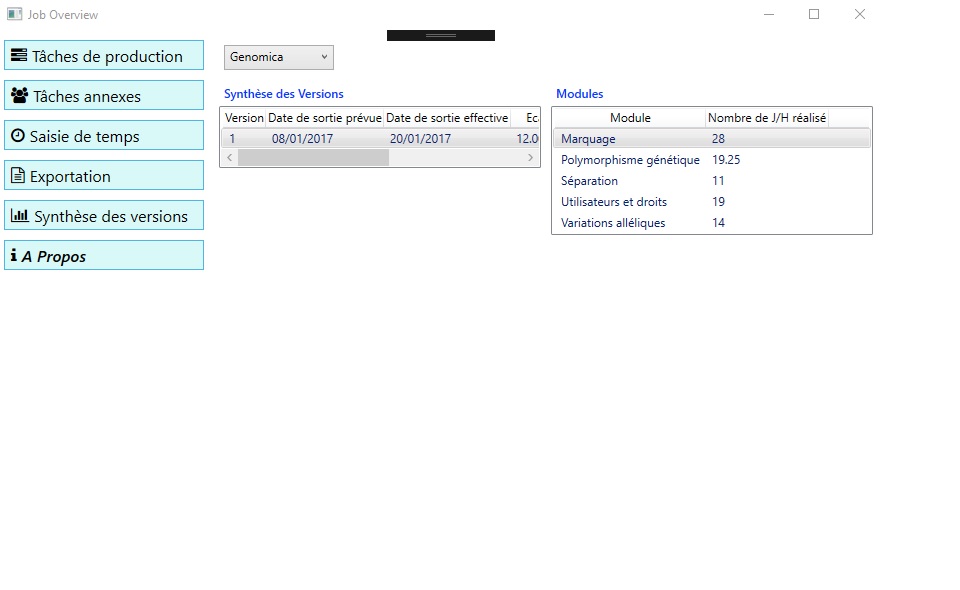 Job Overview
Tâches de production
Tâches annexes
Saisie de temps
Exportation
Synthèse des versions
A Propos
Genomica
Synthèse des Versions
Version Date de sortie prévue Date de sortie effective
1 08/01/2017 20/01/2017 12.0
Modules
Module Nombre de J/H réalisé
Marquage 28
Polymorphisme génétique 19.25
Séparation 11
Utilisateurs et droits 19
Variations alléliques 14